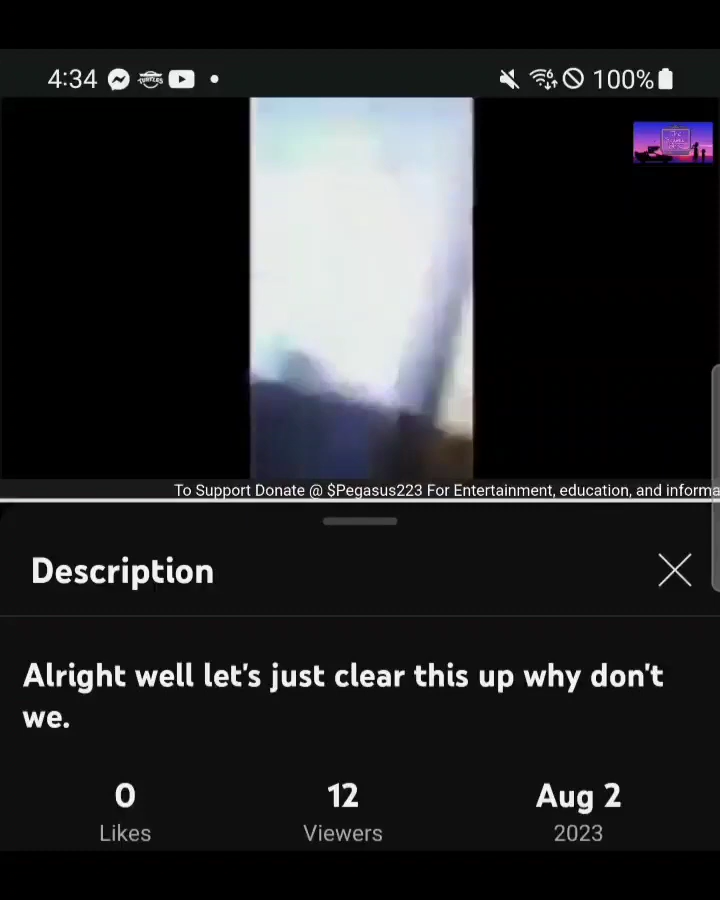 4:34 100%
To Support Donate @ $Pegasus223 For Entertainment, education, and informa
Description
Alright well let's just clear this up why don't
we.
0 12 Aug 2
Likes Viewers 2023